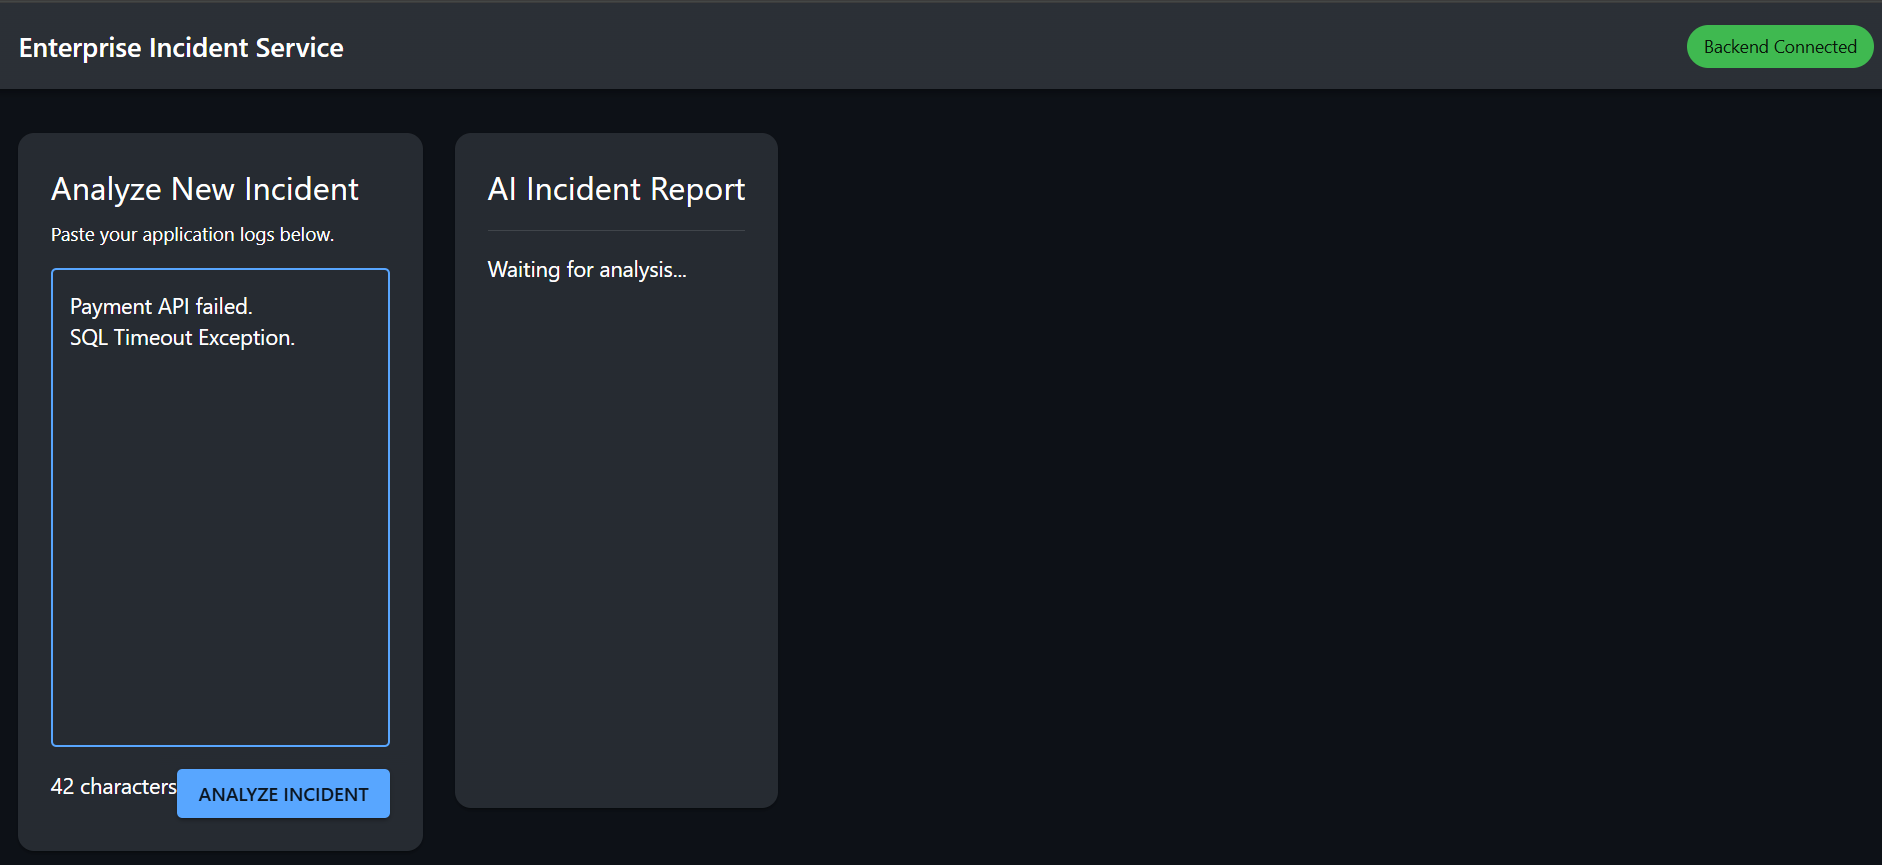 Enterprise Incident Service
Backend Connected
Analyze New Incident
Paste your application logs below.
Payment API failed.
SQL Timeout Exception.
42 characters
ANALYZE INCIDENT
AI Incident Report
Waiting for analysis...